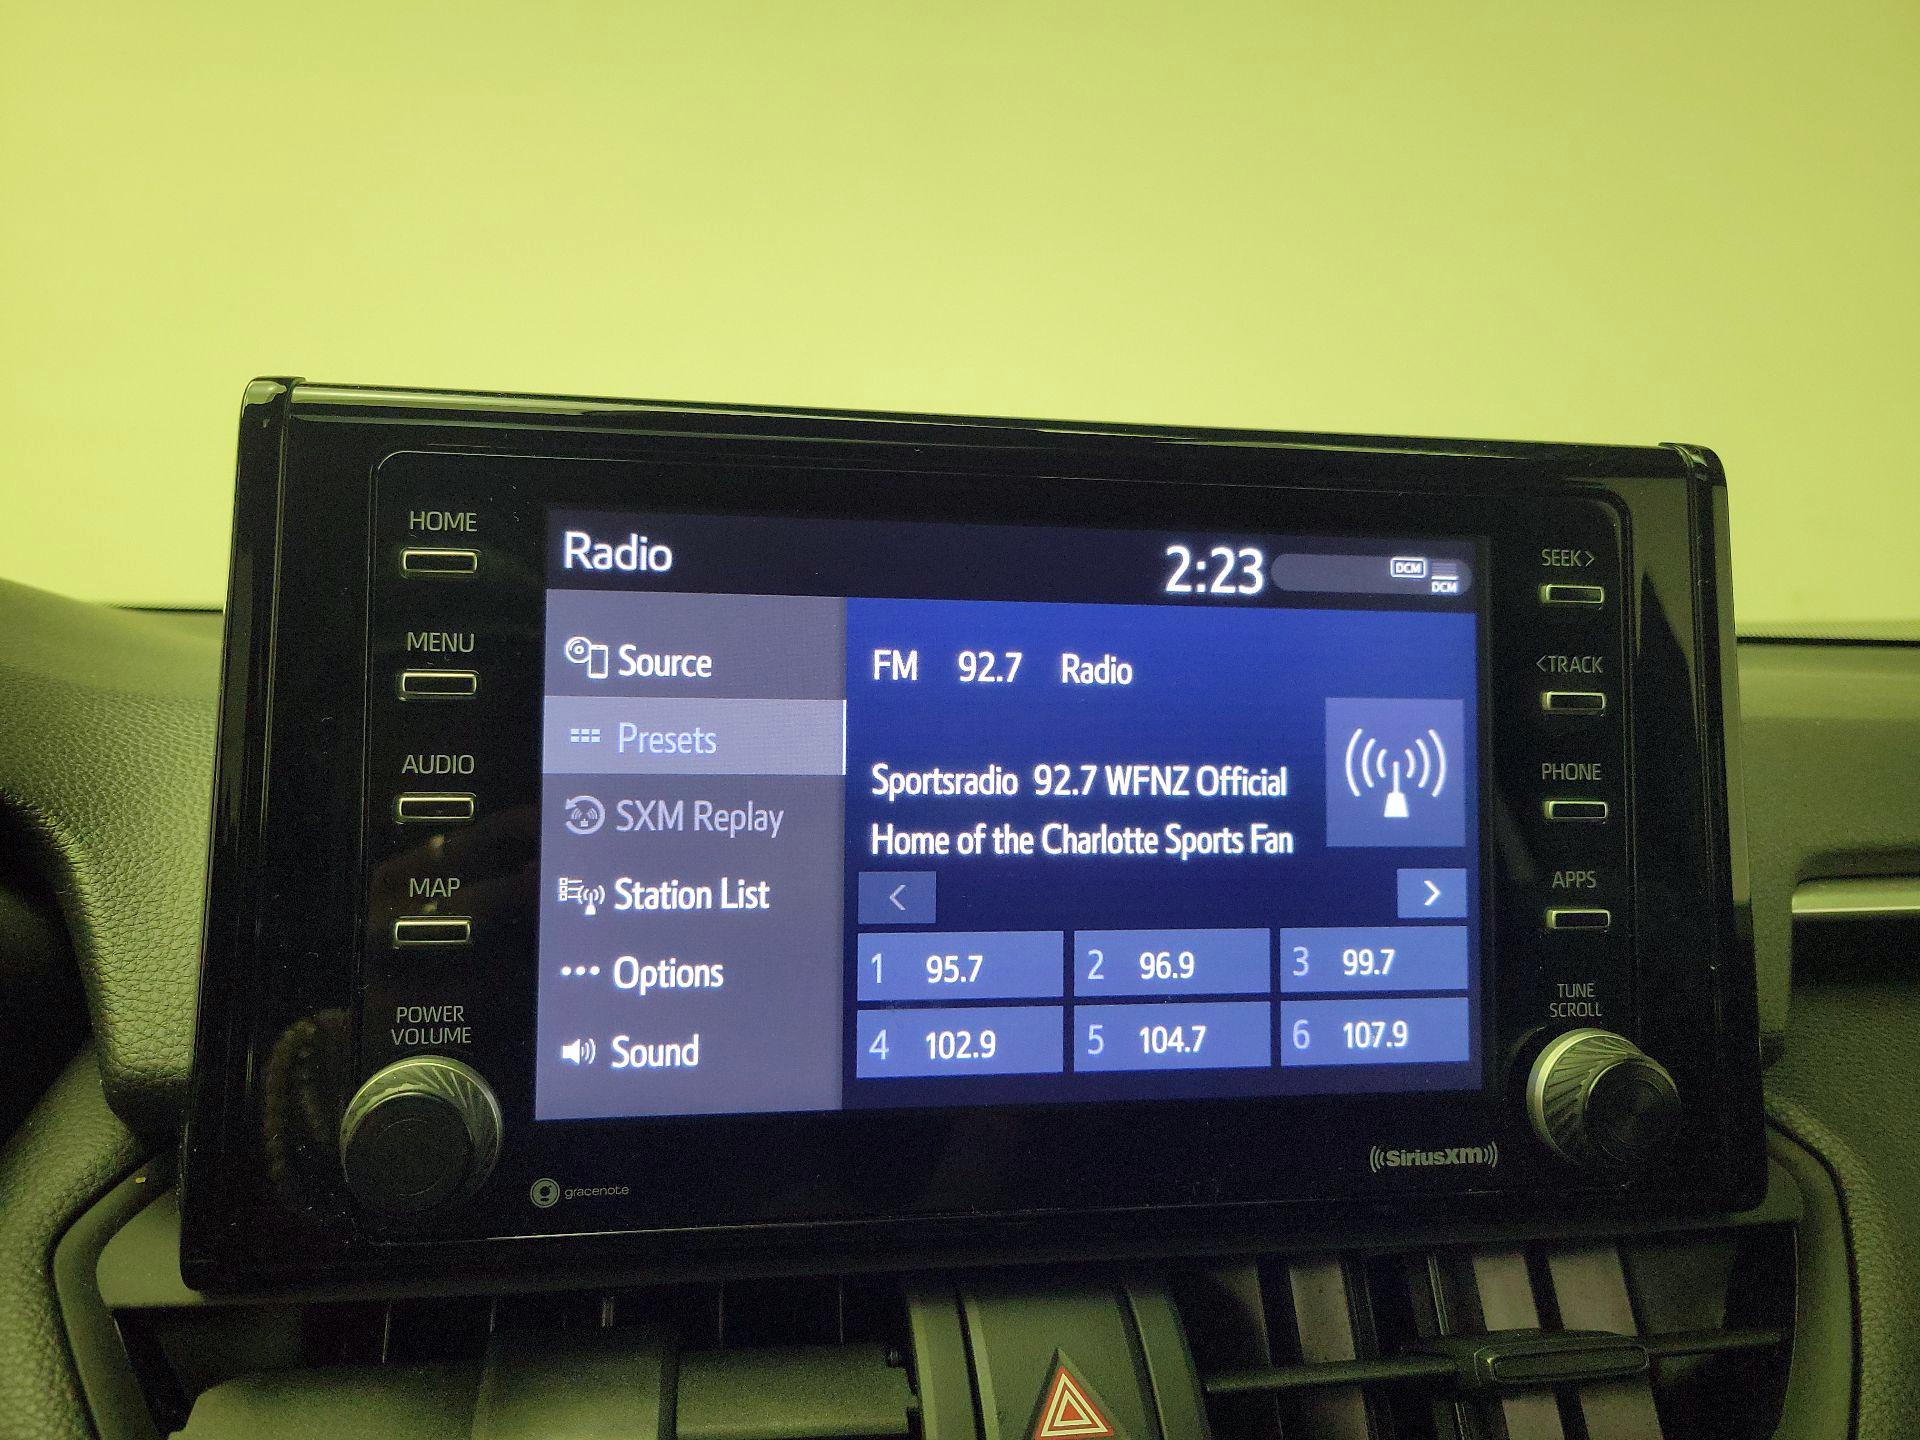 HOME
MENU
AUDIO
MAP
POWER
VOLUME
Radio
2:23
DCM
DCM
Source
Presets
SXM Replay
Station List
Options
Sound
FM 92.7 Radio
Sportsradio 92.7 WFNZ Official
Home of the Charlotte Sports Fan
<
>
1 95.7
2 96.9
3 99.7
4 102.9
5 104.7
6 107.9
SEEK>
<TRACK
PHONE
APPS
TUNE
SCROLL
g gracenote
((SiriusXM))